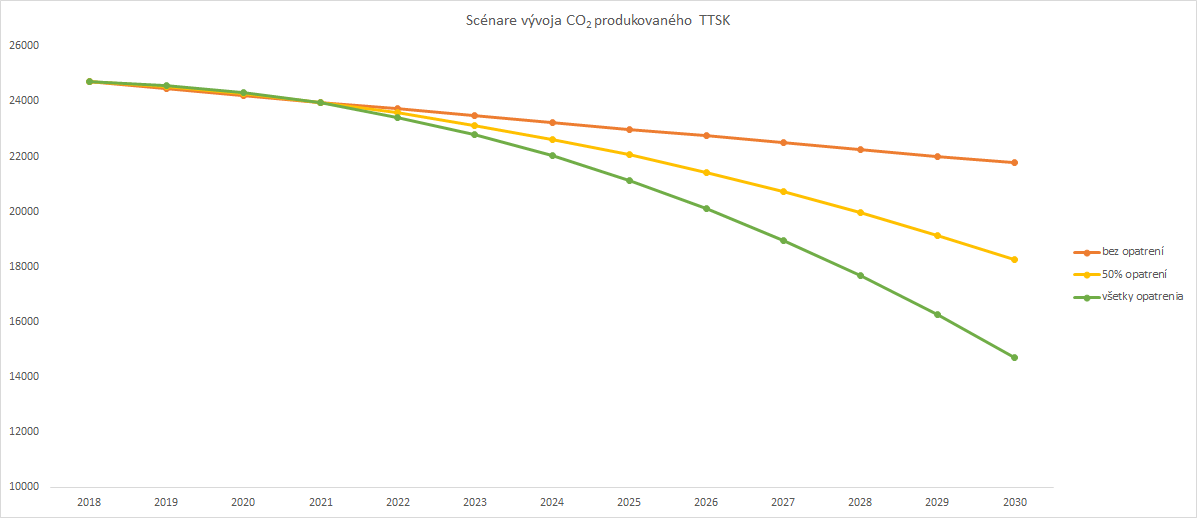 Scénare vývoja CO₂ produkovaného TTSK
26000
24000
22000
20000
18000
16000
14000
12000
10000
2018 2019 2020 2021 2022 2023 2024 2025 2026 2027 2028 2029 2030
bez opatrení
50% opatrení
všetky opatrenia